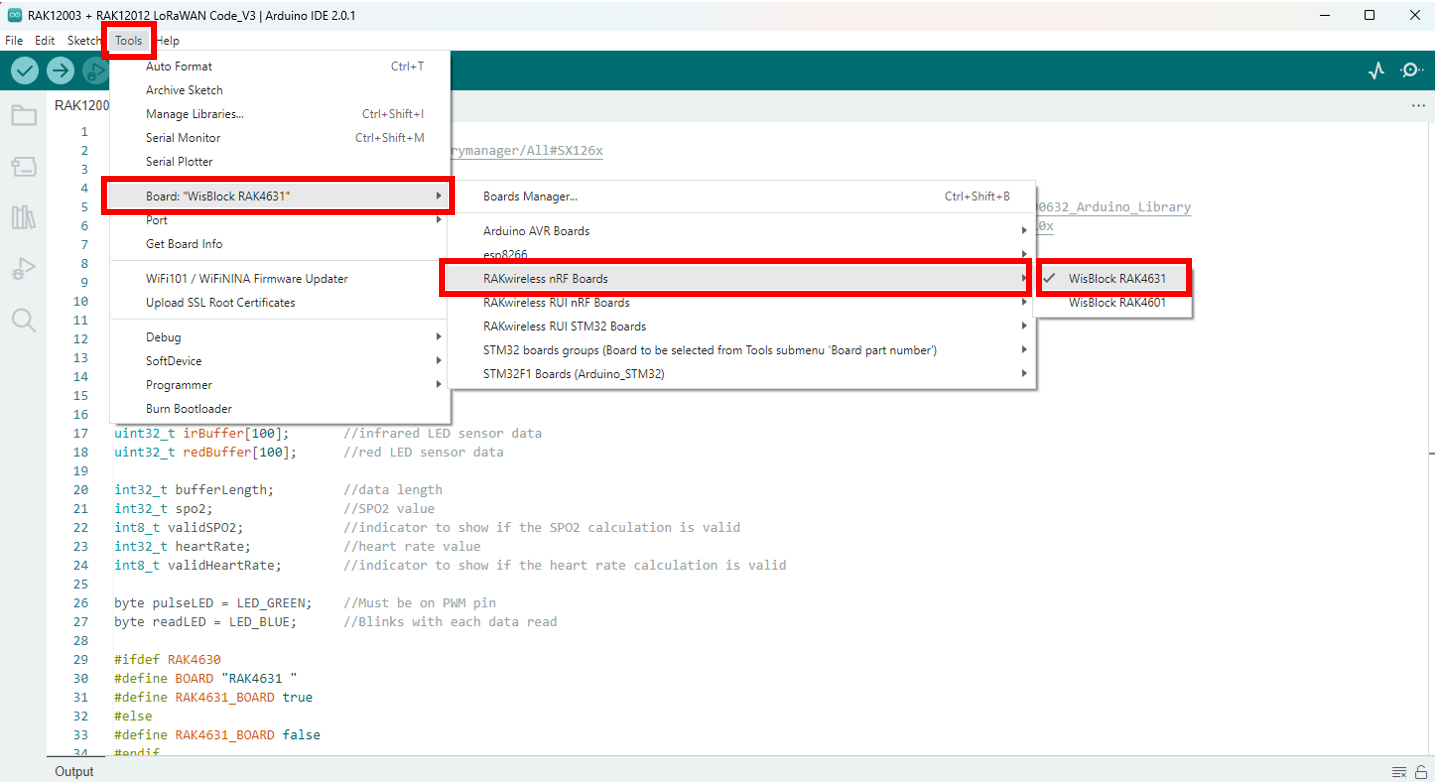 RAK12003 + RAK12012 LoRaWAN Code_V3 | Arduino IDE 2.0.1
File Edit Sketch Tools Help
Auto Format Ctrl+T
Archive Sketch
Manage Libraries... Ctrl+Shift+I
Serial Monitor Ctrl+Shift+M
Serial Plotter
Board: "WisBlock RAK4631"
Port
Get Board Info
WiFi101 / WiFiNINA Firmware Updater
Upload SSL Root Certificates
Debug
SoftDevice
Programmer
Burn Bootloader
Boards Manager... Ctrl+Shift+B
Arduino AVR Boards
esp8266
RAKwireless nRF Boards
RAKwireless RUI nRF Boards
RAKwireless RUI STM32 Boards
STM32 boards groups (Board to be selected from Tools submenu 'Board part number')
STM32F1 Boards (Arduino_STM32)
WisBlock RAK4631
WisBlock RAK4601
RAK1200
1
2 rymanager/All#SX126x
3
4
5 00632_Arduino_Library
6 0x
7
8
9
10
11
12
13
14
15
16
17 uint32_t irBuffer[100]; //infrared LED sensor data
18 uint32_t redBuffer[100]; //red LED sensor data
19
20 int32_t bufferLength; //data length
21 int32_t spo2; //SPO2 value
22 int8_t validSPO2; //indicator to show if the SPO2 calculation is valid
23 int32_t heartRate; //heart rate value
24 int8_t validHeartRate; //indicator to show if the heart rate calculation is valid
25
26 byte pulseLED = LED_GREEN; //Must be on PWM pin
27 byte readLED = LED_BLUE; //Blinks with each data read
28
29 #ifdef RAK4630
30 #define BOARD "RAK4631 "
31 #define RAK4631_BOARD true
32 #else
33 #define RAK4631_BOARD false
34 #endif
Output